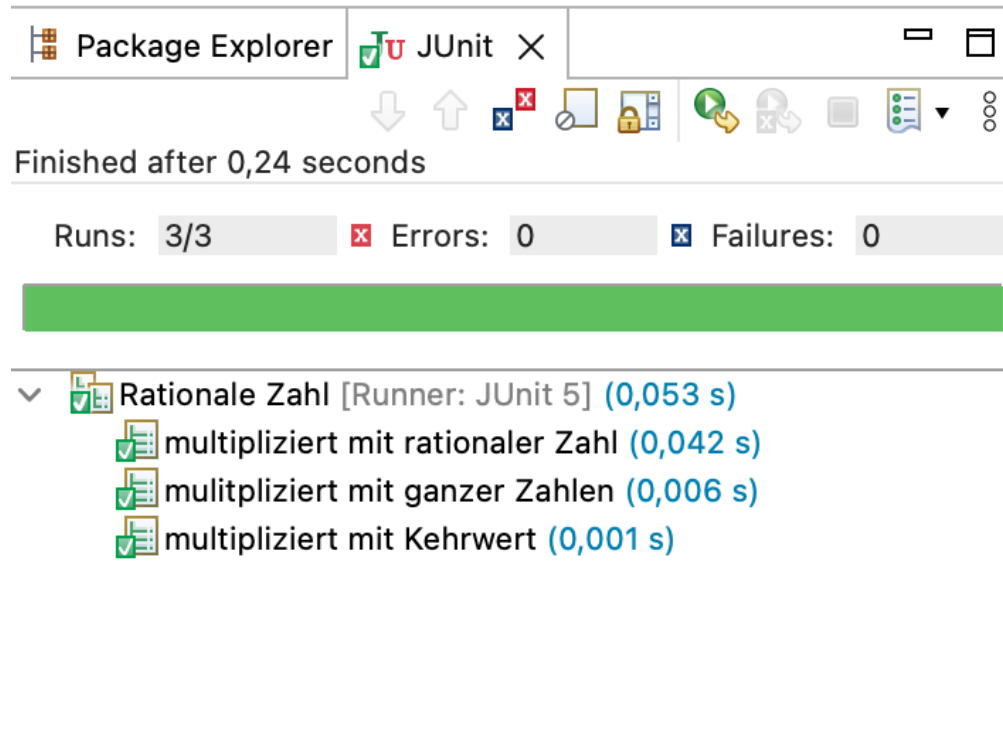 Package Explorer JUnit
Finished after 0,24 seconds
Runs: 3/3 Errors: 0 Failures: 0
Rationale Zahl [Runner: JUnit 5] (0,053 s)
multipliziert mit rationaler Zahl (0,042 s)
mulitpliziert mit ganzer Zahlen (0,006 s)
multipliziert mit Kehrwert (0,001 s)